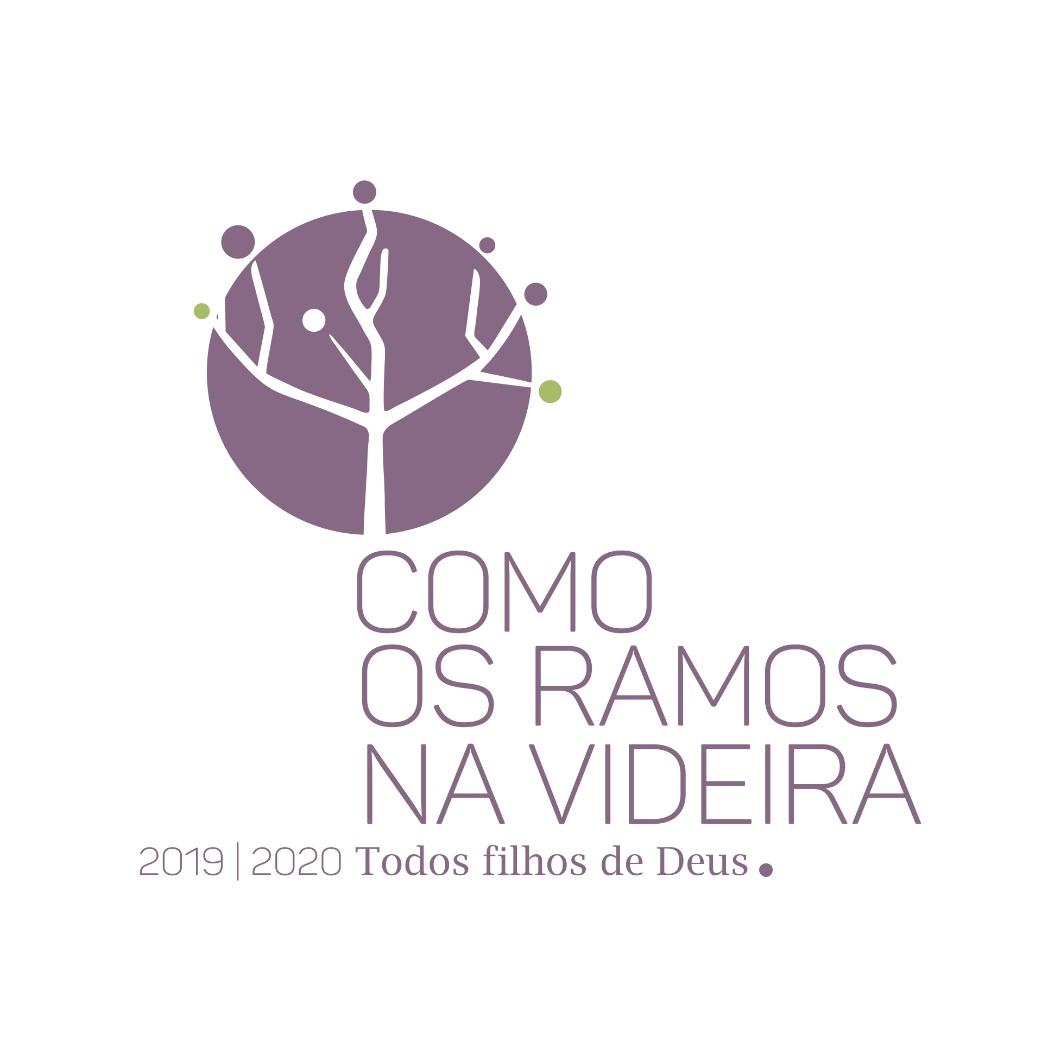 COMO
OS RAMOS
NA VIDEIRA
2019 | 2020 Todos filhos de Deus